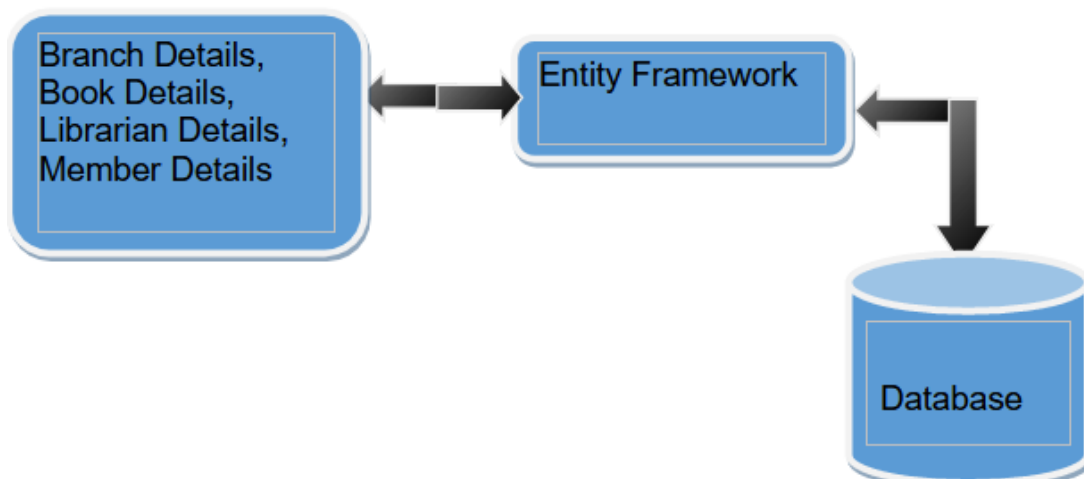 Branch Details,
Book Details,
Librarian Details,
Member Details
Entity Framework
Database